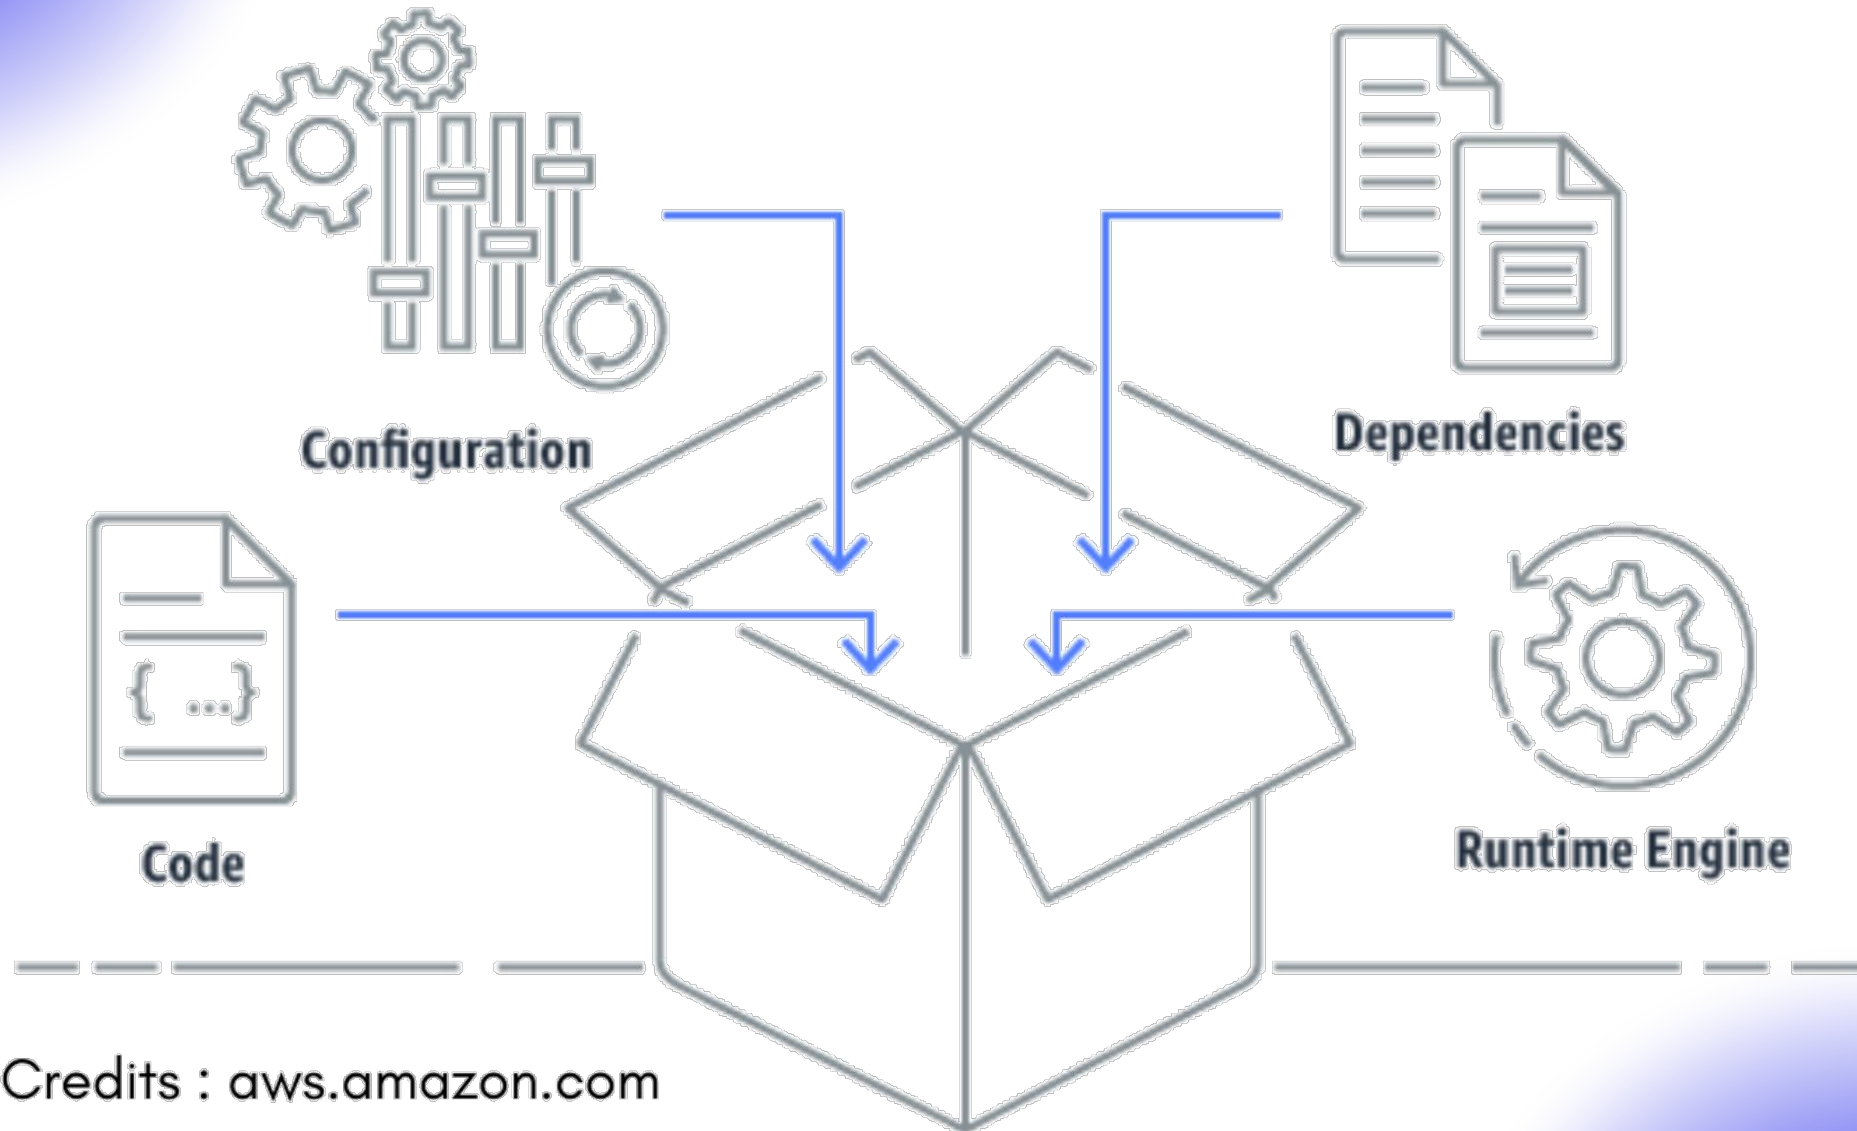 Configuration
Dependencies
{ ...}
Code
Runtime Engine
Credits : aws.amazon.com